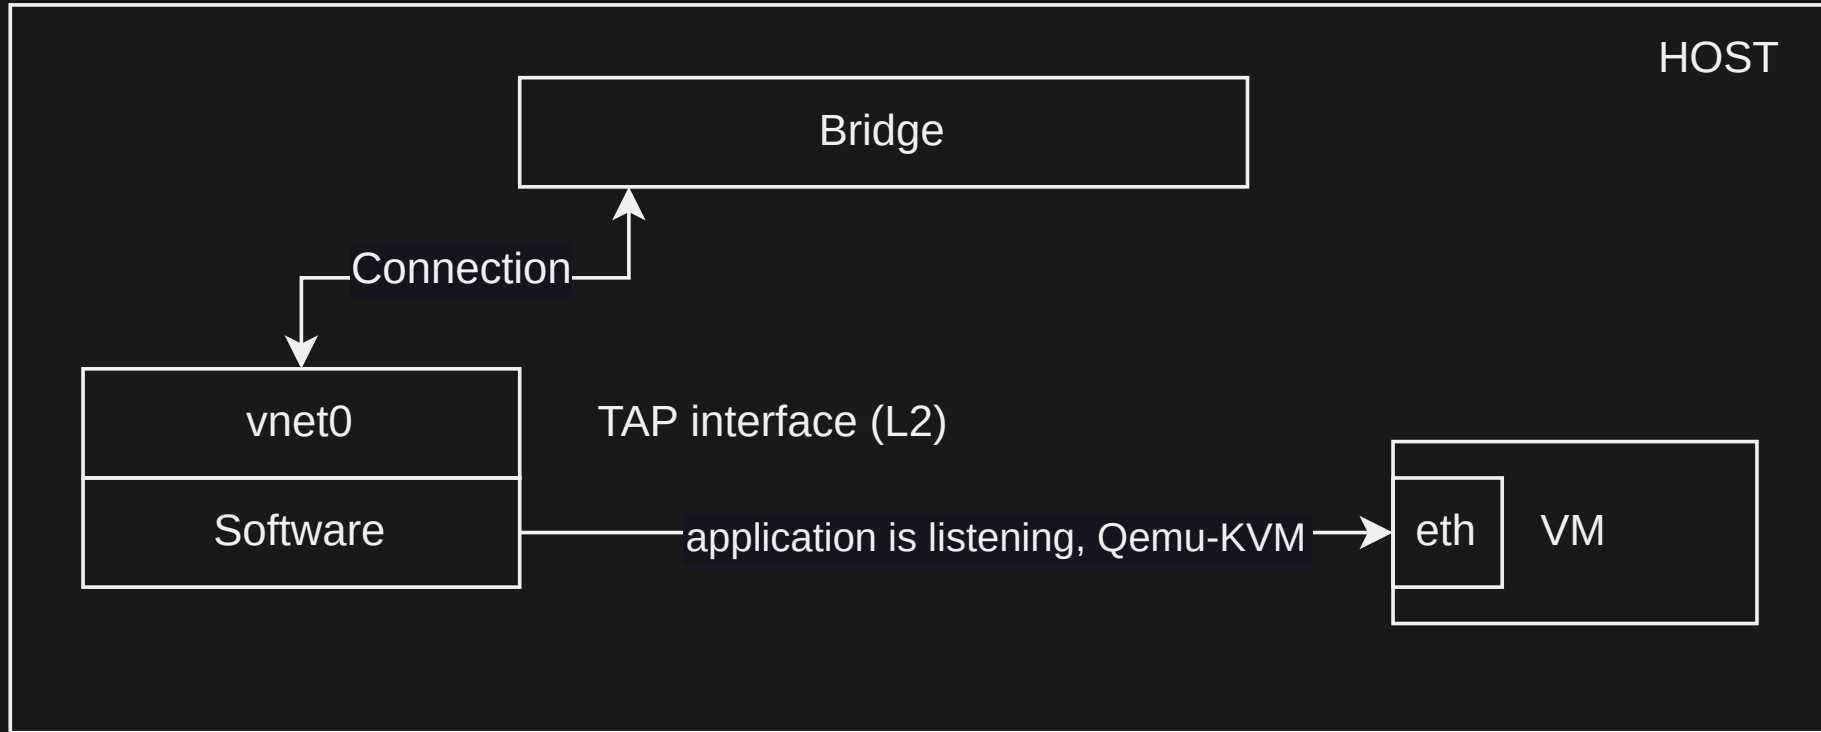 HOST
Bridge
Connection
vnet0
TAP interface (L2)
Software
application is listening, Qemu-KVM
eth
VM